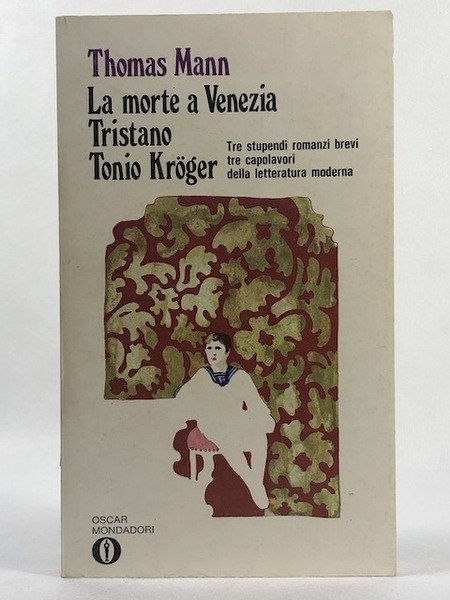 Thomas Mann
La morte a Venezia
Tristano
Tonio Kröger
Tre stupendi romanzi brevi
tre capolavori
della letteratura moderna
OSCAR
MONDADORI